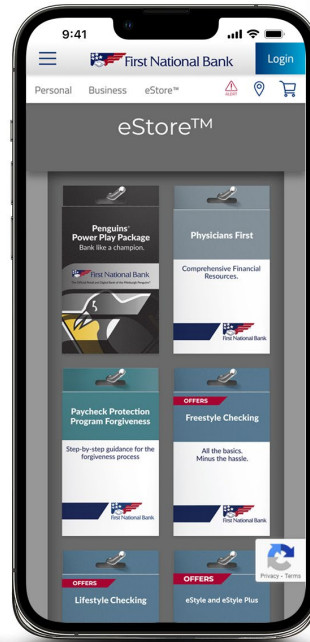 9:41
First National Bank
Login
Personal Business eStore™
ALERT
eStore™
Penguins®
Power Play Package
Bank like a champion.
First National Bank
Physicians First
Comprehensive Financial
Resources.
First National Bank
Paycheck Protection
Program Forgiveness
Step-by-step guidance for the
forgiveness process
First National Bank
OFFERS
Freestyle Checking
All the basics.
Minus the hassle.
First National Bank
OFFERS
Lifestyle Checking
OFFERS
eStyle and eStyle Plus
Privacy - Terms